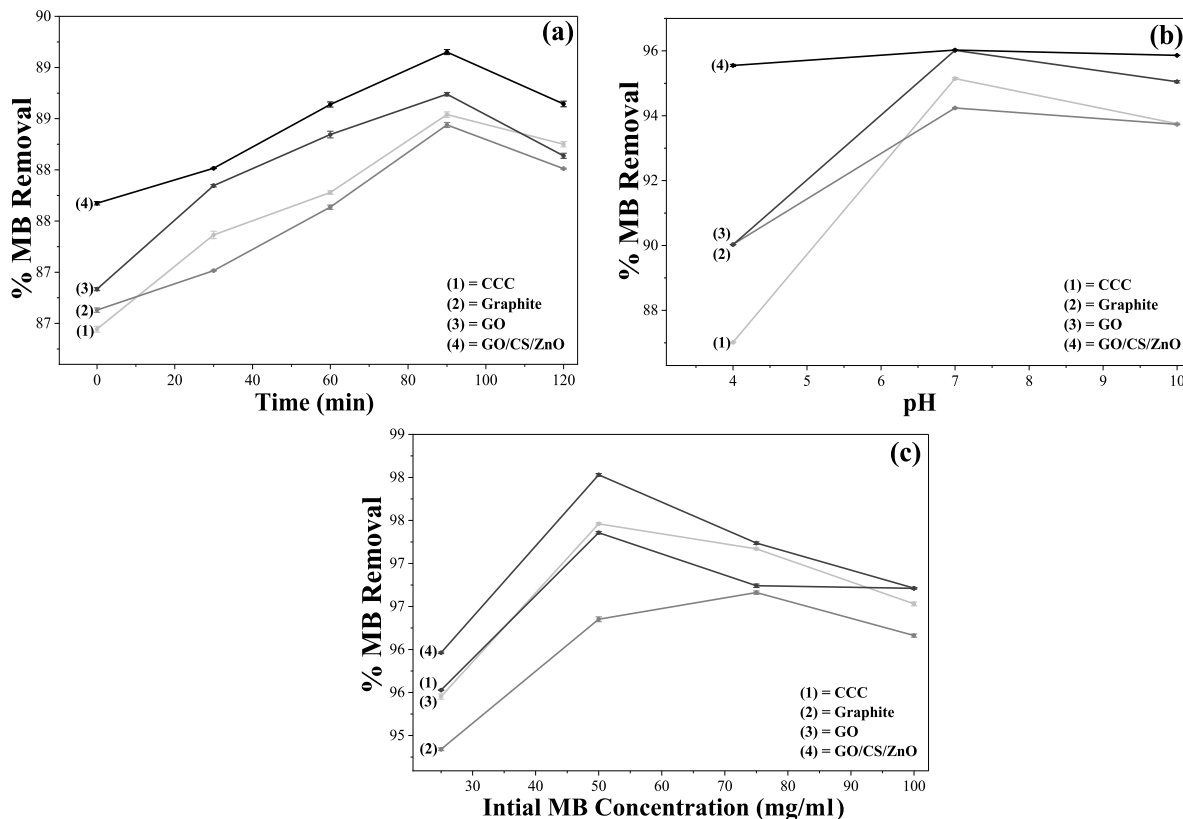 (a)
% MB Removal
90
89
89
88
88
87
87
(4)
(3)
(2)
(1)
(1) = CCC
(2) = Graphite
(3) = GO
(4) = GO/CS/ZnO
0 20 40 60 80 100 120
Time (min)
(b)
% MB Removal
96
94
92
90
88
(4)
(3)
(2)
(1)
(1) = CCC
(2) = Graphite
(3) = GO
(4) = GO/CS/ZnO
4 5 6 7 8 9 10
pH
(c)
% MB Removal
99
98
98
97
97
96
96
95
(4)
(1)
(3)
(2)
(1) = CCC
(2) = Graphite
(3) = GO
(4) = GO/CS/ZnO
30 40 50 60 70 80 90 100
Intial MB Concentration (mg/ml)